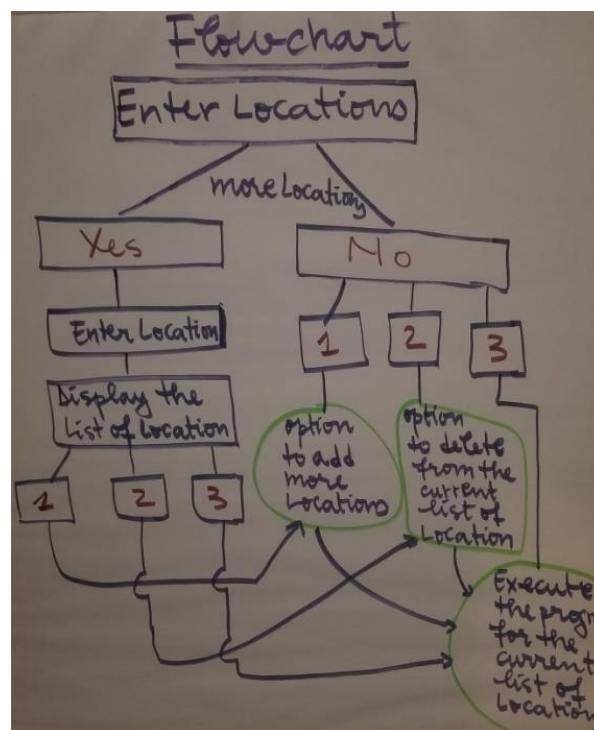 Flowchart
Enter Locations
more Locations
Yes
No
Enter Location
1
2
3
Display the
List of Location
option
to add
more
Locations
option
to delete
from the
current
list of
Location
1
2
3
Execute
the progr
for the
current
list of
Location